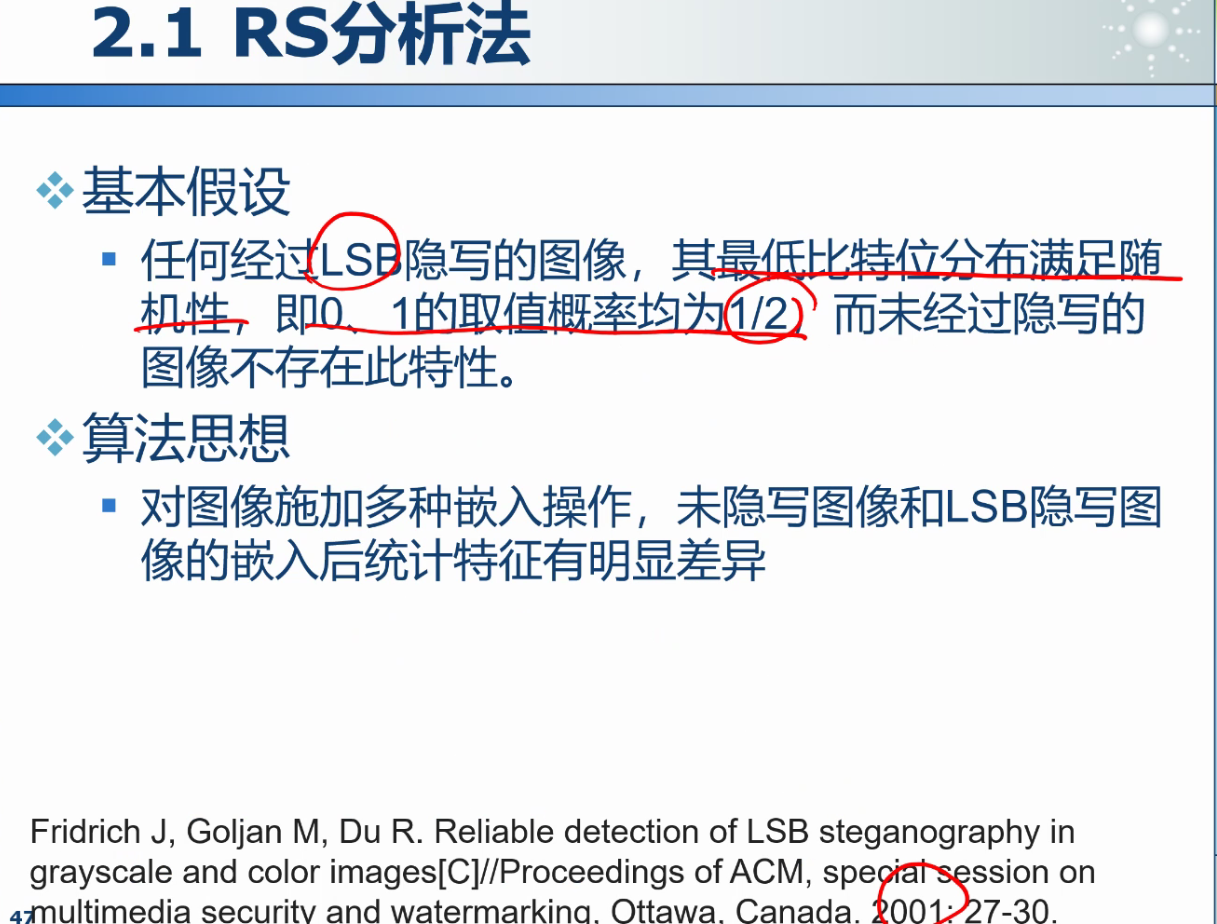 2.1 RS分析法
基本假设
任何经过LSB隐写的图像，其最低比特位分布满足随
机性，即0、1的取值概率均为1/2，而未经过隐写的
图像不存在此特性。
算法思想
对图像施加多种嵌入操作，未隐写图像和LSB隐写图
像的嵌入后统计特征有明显差异
Fridrich J, Goljan M, Du R. Reliable detection of LSB steganography in
grayscale and color images[C]//Proceedings of ACM, special session on
multimedia security and watermarking, Ottawa, Canada. 2001: 27-30.
47